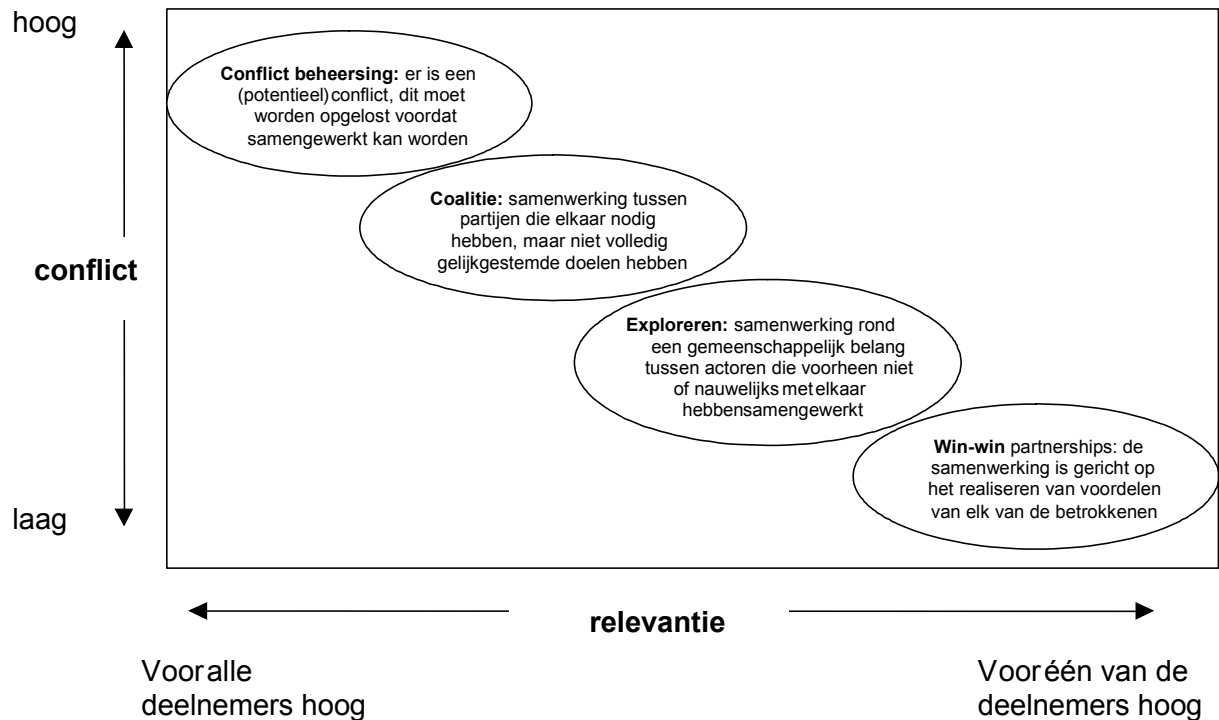 hoog
Conflict beheersing: er is een
(potentieel)conflict, dit moet
worden opgelost voordat
samengewerkt kan worden
Coalitie: samenwerking tussen
partijen die elkaar nodig
hebben, maar niet volledig
gelijkgestemde doelen hebben
conflict
Exploreren: samenwerking rond
een gemeenschappelijk belang
tussen actoren die voorheen niet
of nauwelijks met elkaar
hebbensamengewerkt
Win-win partnerships: de
samenwerking is gericht op
het realiseren van voordelen
van elk van de betrokkenen
laag
relevantie
Voor alle
deelnemers hoog
Voor één van de
deelnemers hoog